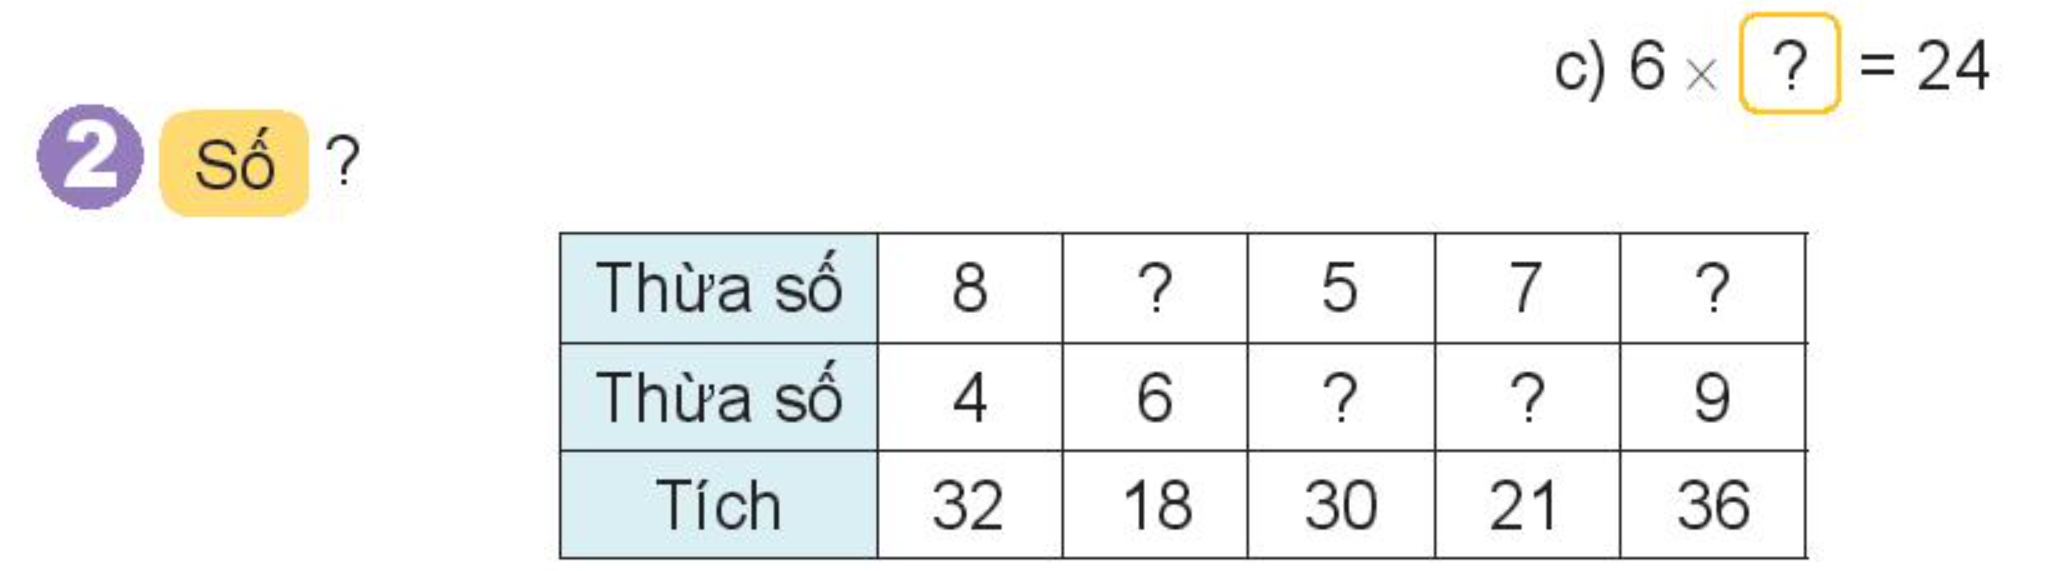 c) 6 × ? = 24
2 Số ?
Thừa số 8 ? 5 7 ?
Thừa số 4 6 ? ? 9
Tích 32 18 30 21 36